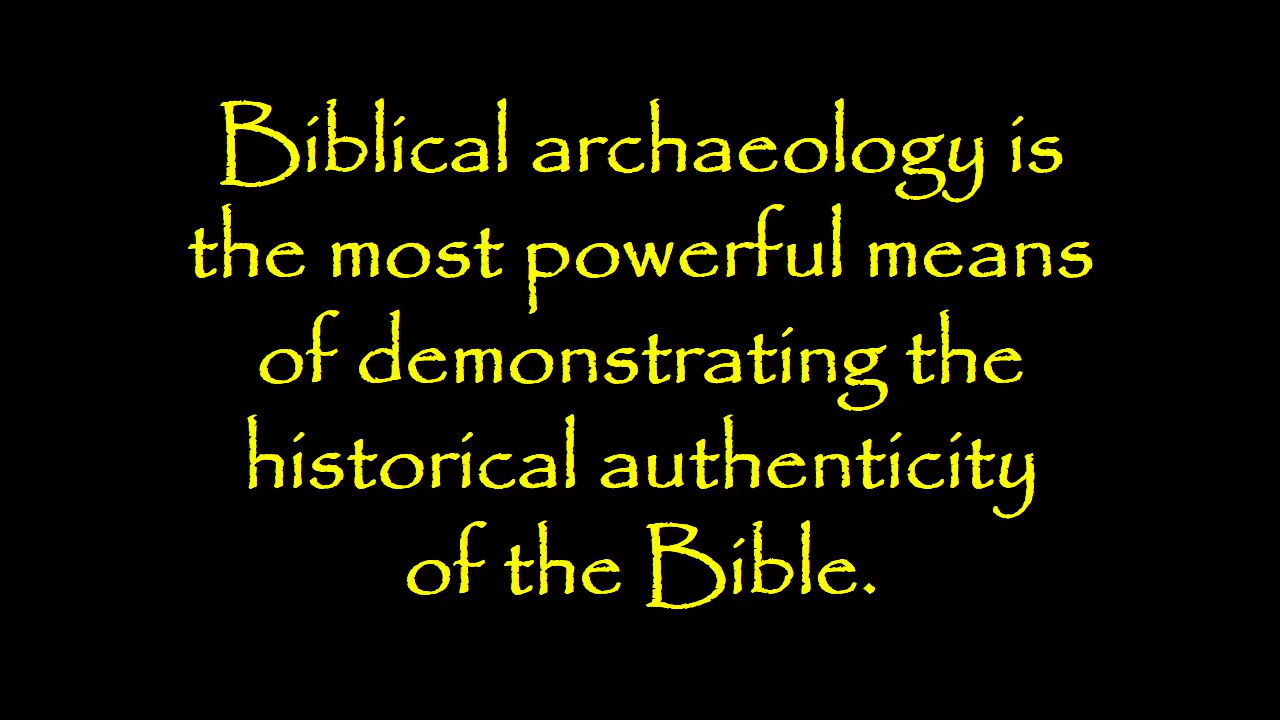 Biblical archaeology is
the most powerful means
of demonstrating the
historical authenticity
of the Bible.